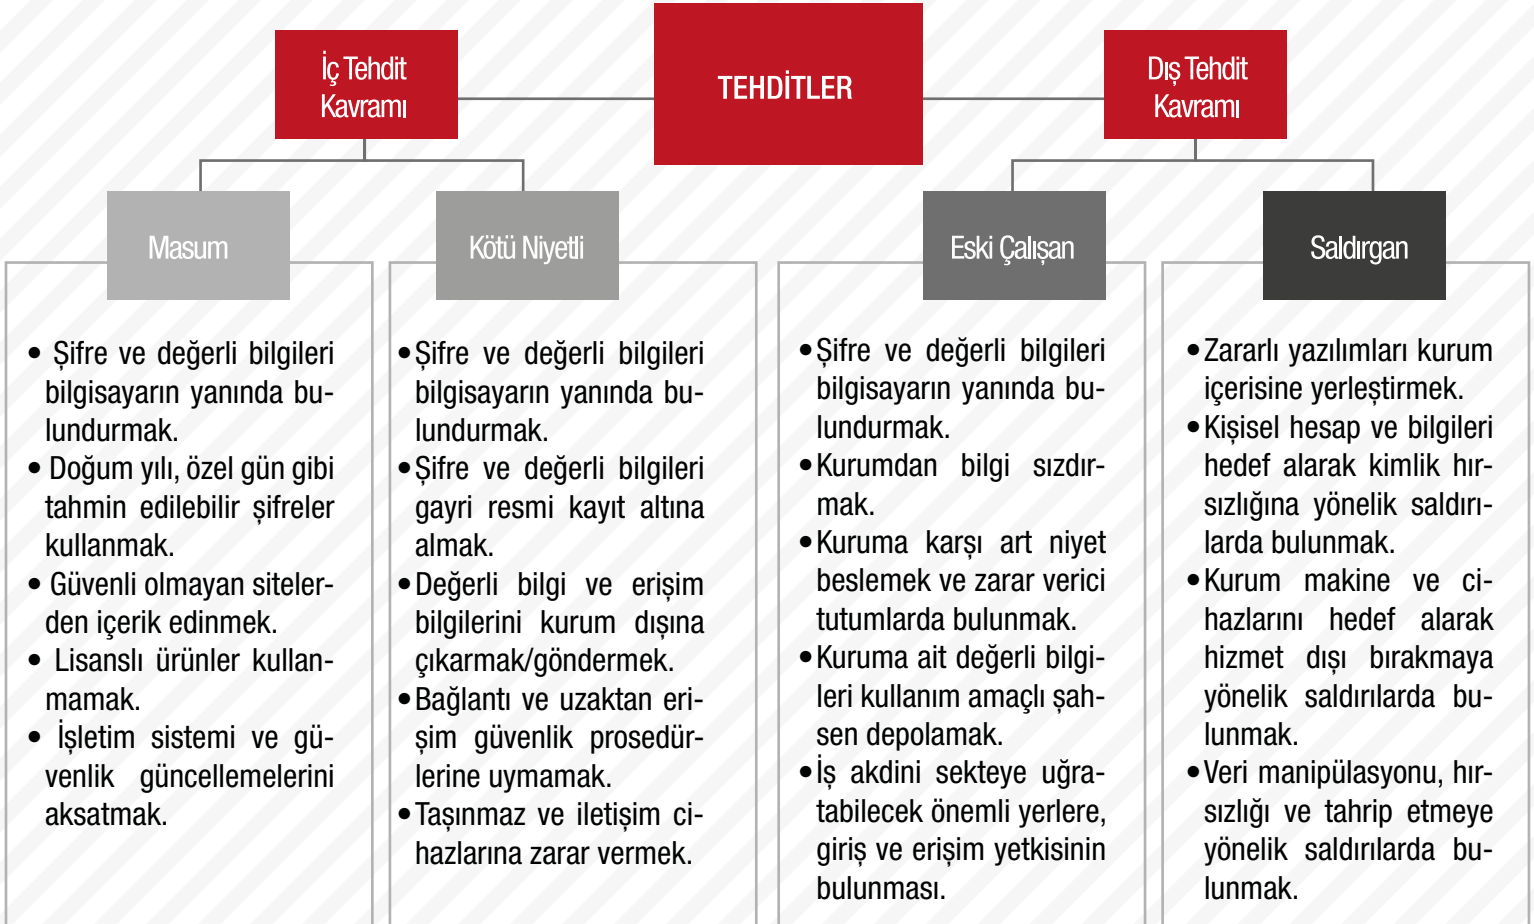 TEHDİTLER
İç Tehdit
Kavramı
Dış Tehdit
Kavramı
Masum
• Şifre ve değerli bilgileri
bilgisayarın yanında bu-
lundurmak.
• Doğum yılı, özel gün gibi
tahmin edilebilir şifreler
kullanmak.
• Güvenli olmayan siteler-
den içerik edinmek.
• Lisanslı ürünler kullan-
mamak.
• İşletim sistemi ve gü-
venlik güncellemelerini
aksatmak.
Kötü Niyetli
• Şifre ve değerli bilgileri
bilgisayarın yanında bu-
lundurmak.
• Şifre ve değerli bilgileri
gayri resmi kayıt altına
almak.
• Değerli bilgi ve erişim
bilgilerini kurum dışına
çıkarmak/göndermek.
• Bağlantı ve uzaktan eri-
şim güvenlik prosedür-
lerine uymamak.
• Taşınmaz ve iletişim ci-
hazlarına zarar vermek.
Eski Çalışan
• Şifre ve değerli bilgileri
bilgisayarın yanında bu-
lundurmak.
• Kurumdan bilgi sızdır-
mak.
• Kuruma karşı art niyet
beslemek ve zarar verici
tutumlarda bulunmak.
• Kuruma ait değerli bilgi-
leri kullanım amaçlı şah-
sen depolamak.
• İş akdini sekteye uğra-
tabilecek önemli yerlere,
giriş ve erişim yetkisinin
bulunması.
Saldırgan
• Zararlı yazılımları kurum
içerisine yerleştirmek.
• Kişisel hesap ve bilgileri
hedef alarak kimlik hır-
sızlığına yönelik saldırı-
larda bulunmak.
• Kurum makine ve ci-
hazlarını hedef alarak
hizmet dışı bırakmaya
yönelik saldırılarda bu-
lunmak.
• Veri manipülasyonu, hır-
sızlığı ve tahrip etmeye
yönelik saldırılarda bu-
lunmak.